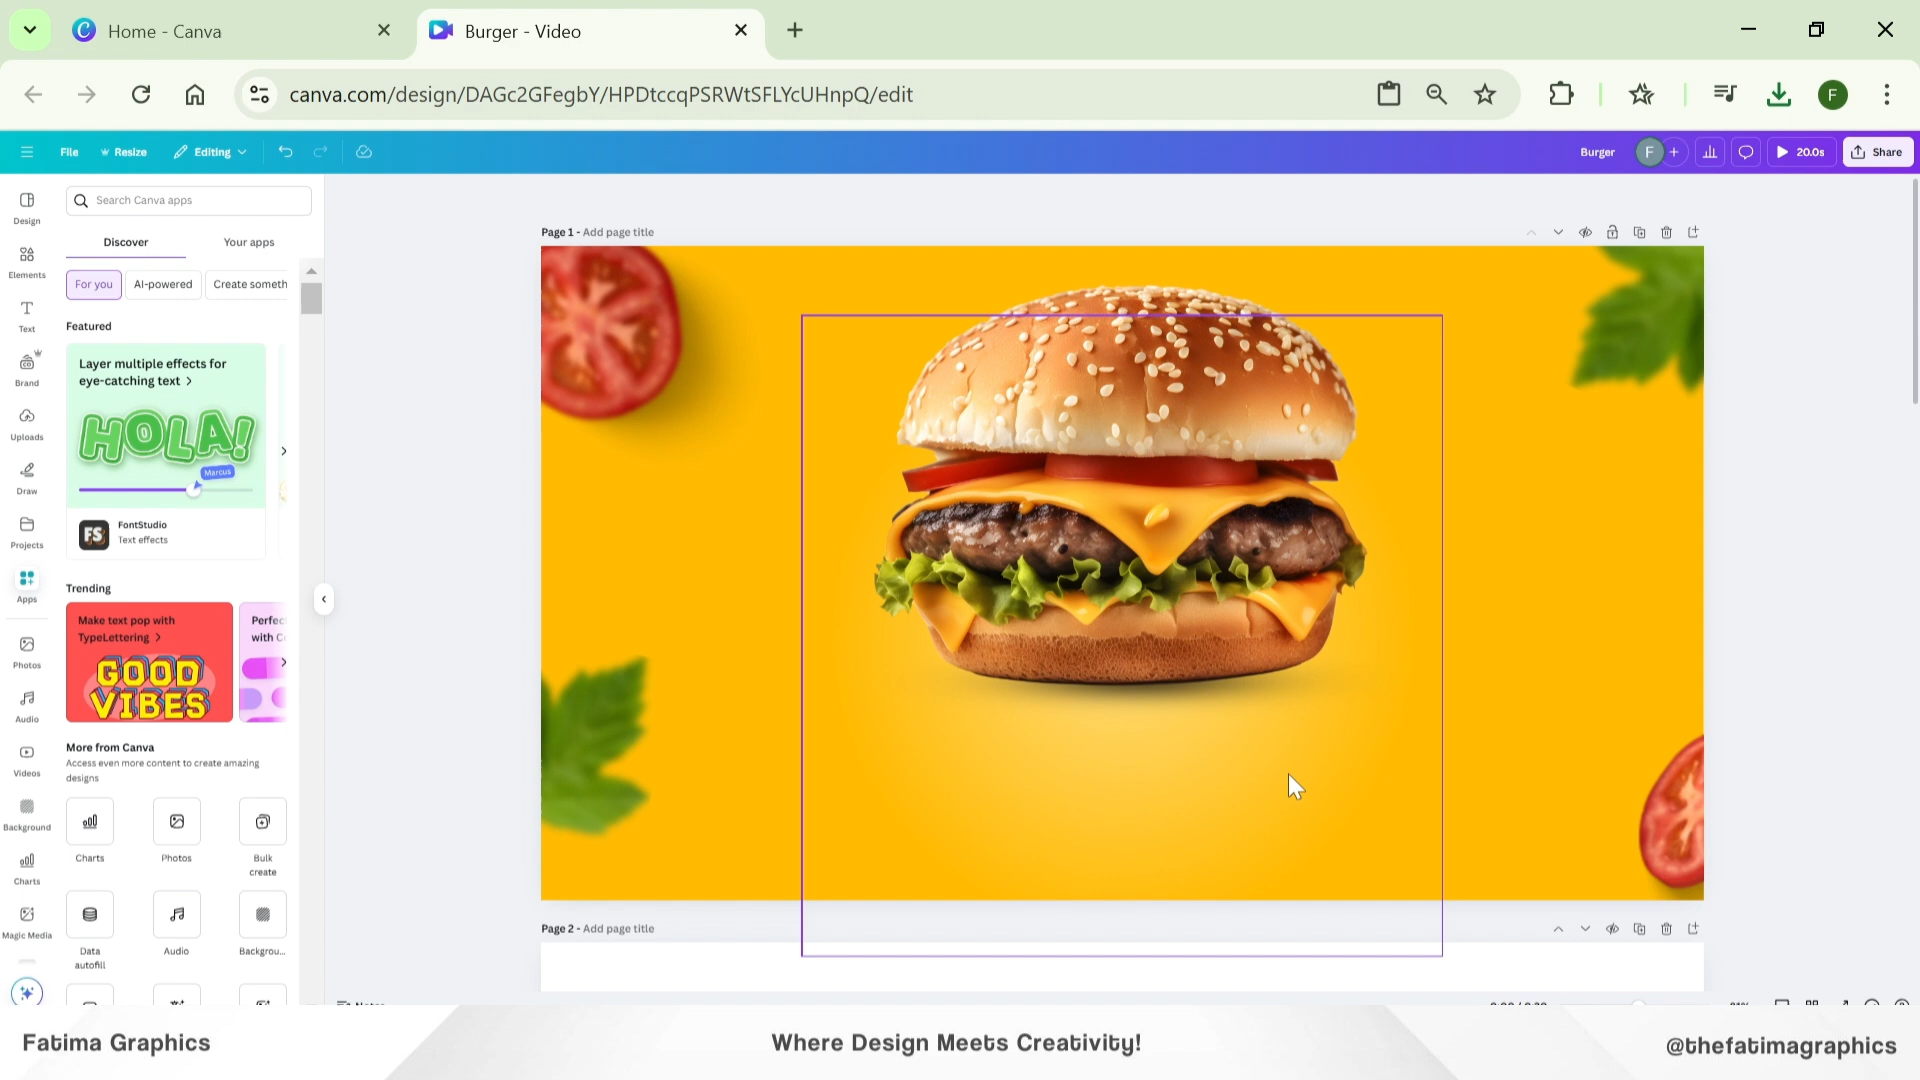 Home - Canva
Burger - Video
canva.com/design/DAGc2GFegbY/HPDtccqPSRWtSFLYcUHnpQ/edit
F
File
Resize
Editing
Burger
F
20.0s
Share
Design
Elements
Text
Brand
Uploads
Draw
Projects
Apps
Photos
Audio
Videos
Background
Charts
Magic Media
Search Canva apps
Discover
Your apps
For you
AI-powered
Create someth
Featured
Layer multiple effects for
eye-catching text >
HOLA!
Marcus
FS
FontStudio
Text effects
Trending
Make text pop with
TypeLettering >
GOOD
VIBES
Perfec
with C
More from Canva
Access even more content to create amazing
designs
Charts
Photos
Bulk
create
Data
autofill
Audio
Backgrou...
Page 1 - Add page title
Page 2 - Add page title
Fatima Graphics
Where Design Meets Creativity!
@thefatimagraphics